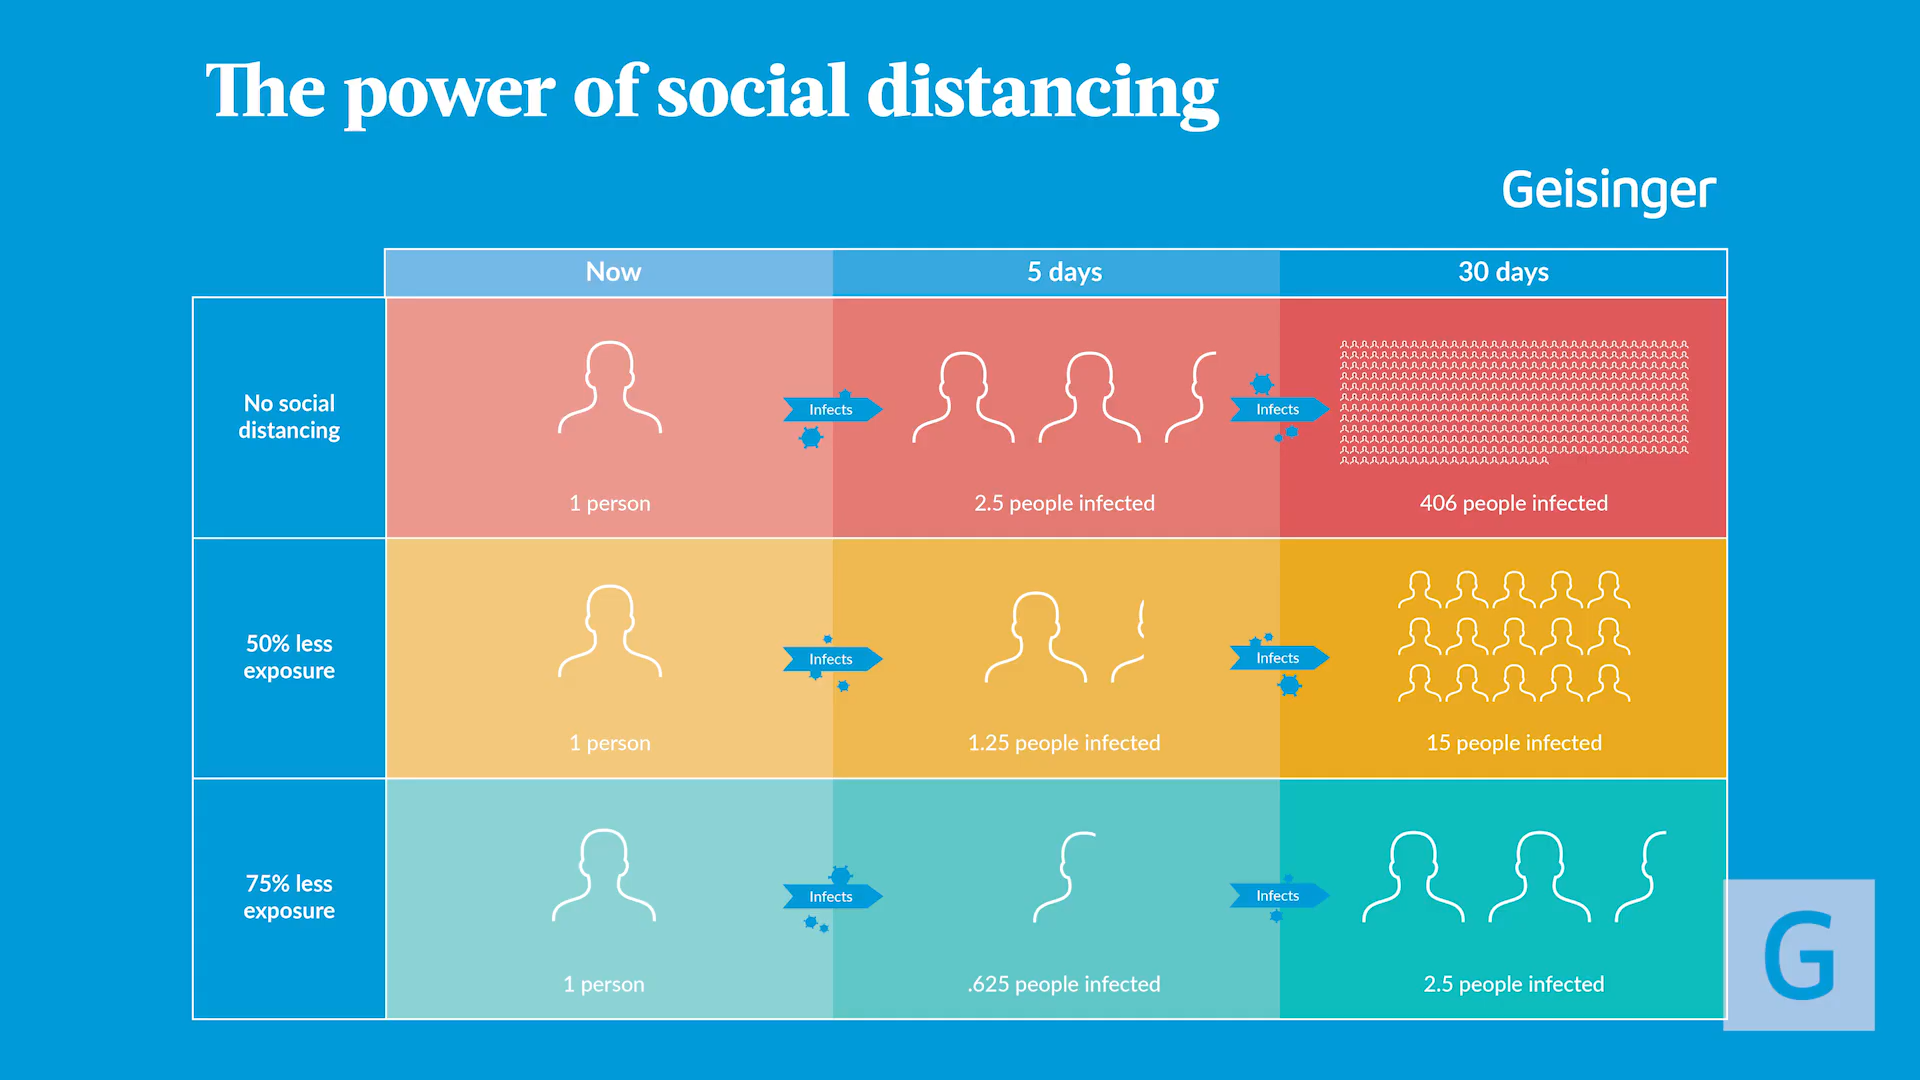 The power of social distancing
Geisinger
Now
5 days
30 days
No social
distancing
Infects
Infects
1 person
2.5 people infected
406 people infected
50% less
exposure
Infects
Infects
1 person
1.25 people infected
15 people infected
75% less
exposure
Infects
Infects
1 person
.625 people infected
2.5 people infected
G